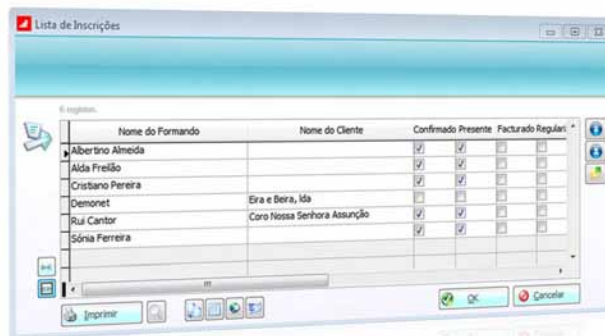 Lista de Inscrições
6 registos.
Nome do Formando Nome do Cliente Confirmado Presente Facturado Regulari
Albertino Almeida
Alda Freilão
Cristiano Pereira
Demonet Eira e Beira, lda
Rui Cantor Coro Nossa Senhora Assunção
Sónia Ferreira
Imprimir OK Cancelar